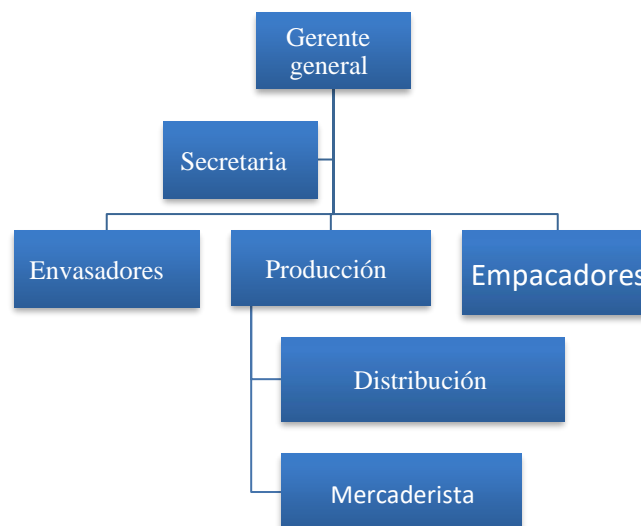 Gerente
general
Secretaria
Envasadores
Producción
Empacadores
Distribución
Mercaderista